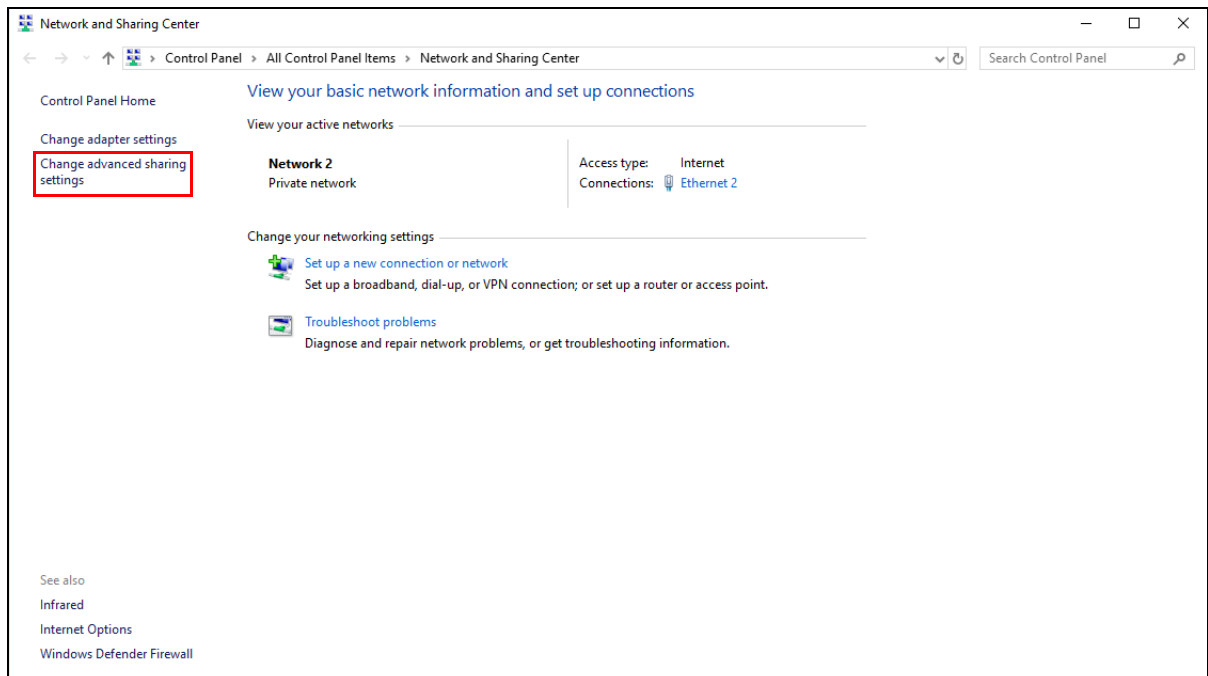 Network and Sharing Center
Control Panel > All Control Panel Items > Network and Sharing Center
Search Control Panel
Control Panel Home
Change adapter settings
Change advanced sharing
settings
View your basic network information and set up connections
View your active networks
Network 2
Private network
Access type: Internet
Connections: Ethernet 2
Change your networking settings
Set up a new connection or network
Set up a broadband, dial-up, or VPN connection; or set up a router or access point.
Troubleshoot problems
Diagnose and repair network problems, or get troubleshooting information.
See also
Infrared
Internet Options
Windows Defender Firewall